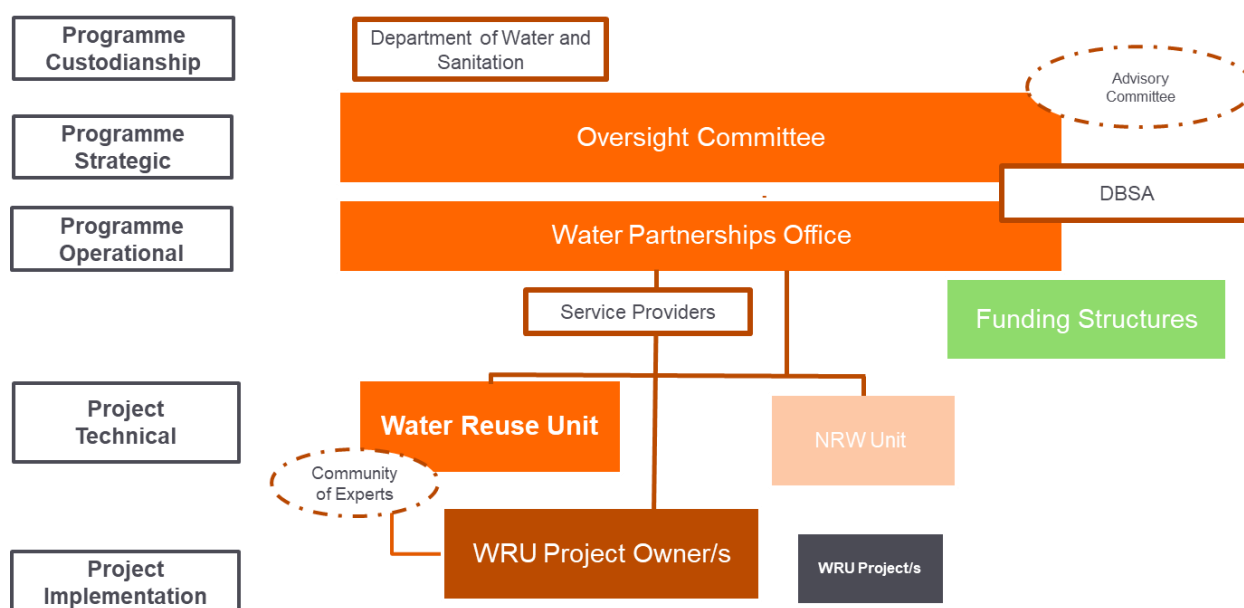 Programme
Custodianship
Department of Water and
Sanitation
Advisory
Committee
Programme
Strategic
Oversight Committee
DBSA
Programme
Operational
Water Partnerships Office
Service Providers
Funding Structures
Project
Technical
Water Reuse Unit
NRW Unit
Community
of Experts
WRU Project Owner/s
WRU Project/s
Project
Implementation